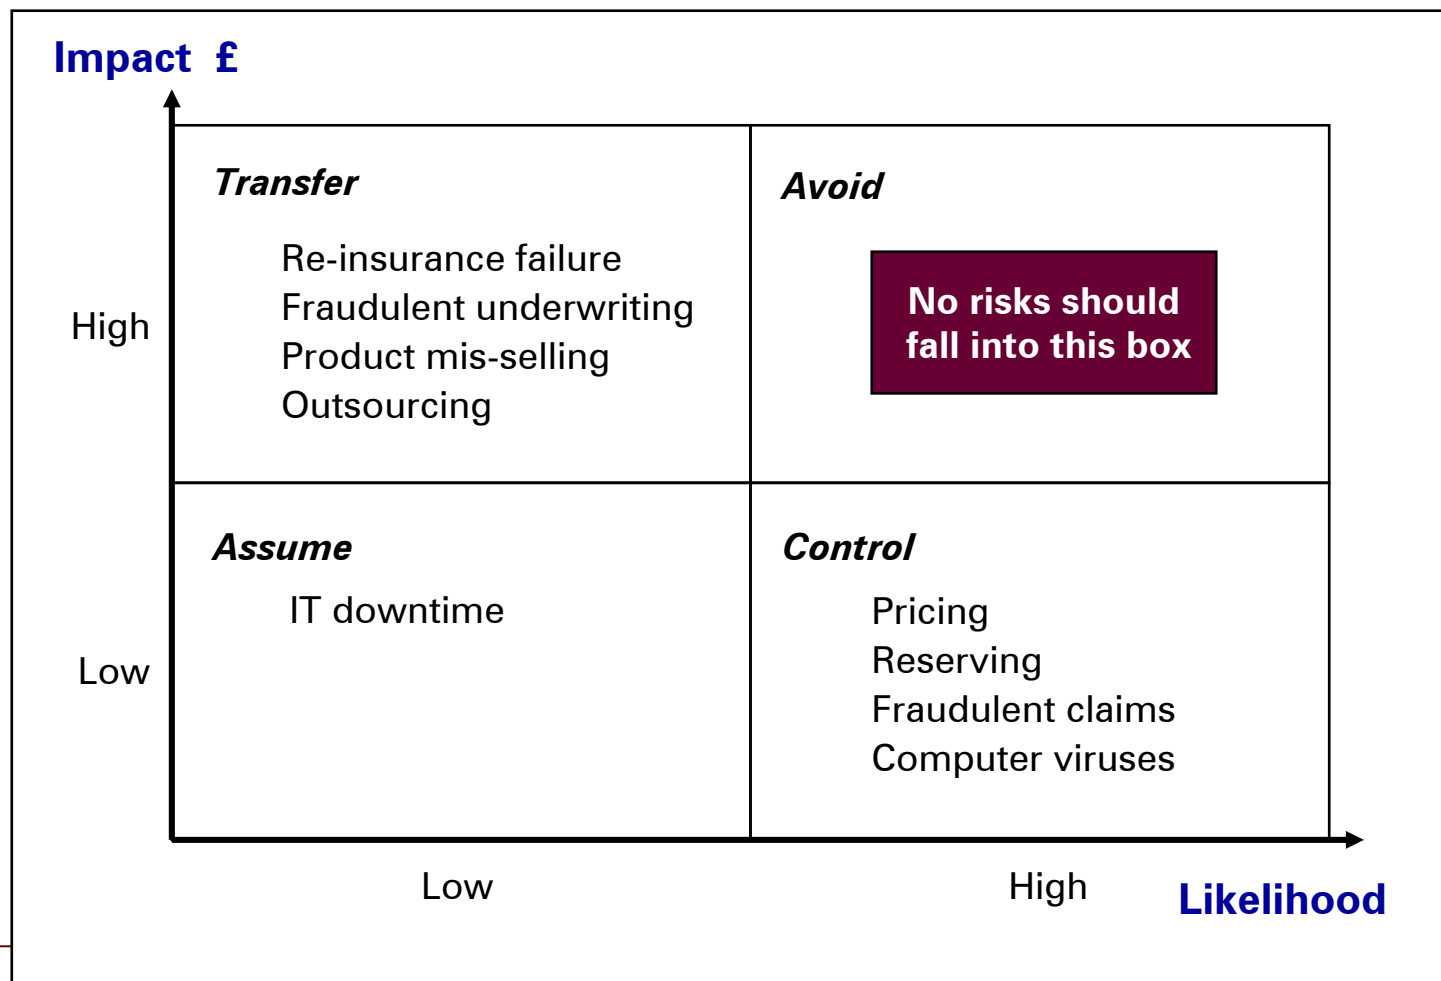 Impact £
Transfer
Re-insurance failure
Fraudulent underwriting
Product mis-selling
Outsourcing
Avoid
No risks should
fall into this box
High
Assume
IT downtime
Control
Pricing
Reserving
Fraudulent claims
Computer viruses
Low
Low
High
Likelihood